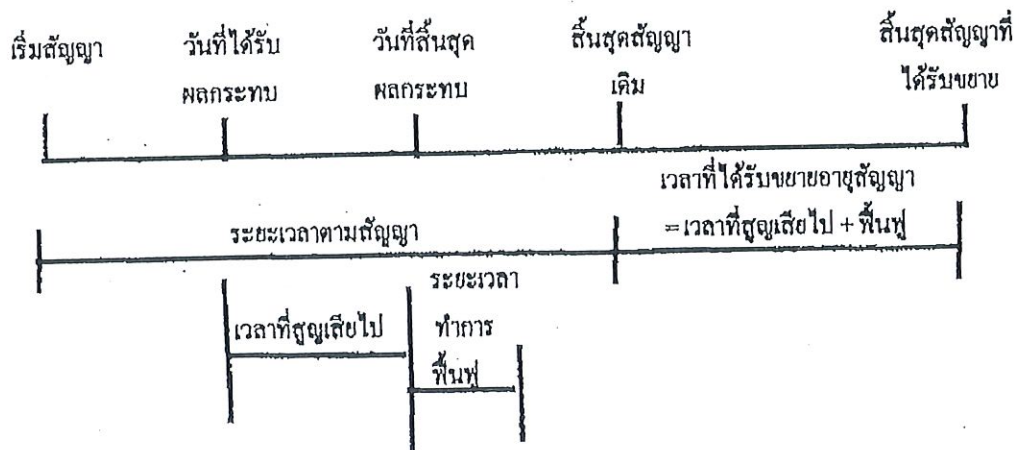 เริ่มสัญญา
วันที่ได้รับ
ผลกระทบ
วันที่สิ้นสุด
ผลกระทบ
สิ้นสุดสัญญา
เดิม
สิ้นสุดสัญญาที่
ได้รับขยาย
เวลาที่ได้รับขยายอายุสัญญา
=เวลาที่สูญเสียไป + ฟื้นฟู
ระยะเวลาตามสัญญา
ระยะเวลา
ทำการ
ฟื้นฟู
เวลาที่สูญเสียไป